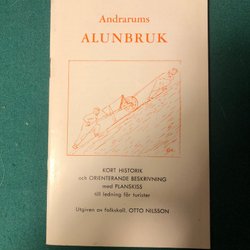 Andrarums
ALUNBRUK
KORT HISTORIK
och ORIENTERANDE BESKRIVNING
med PLANSKISS
till ledning för turister
Utgiven av folkskoll. OTTO NILSSON